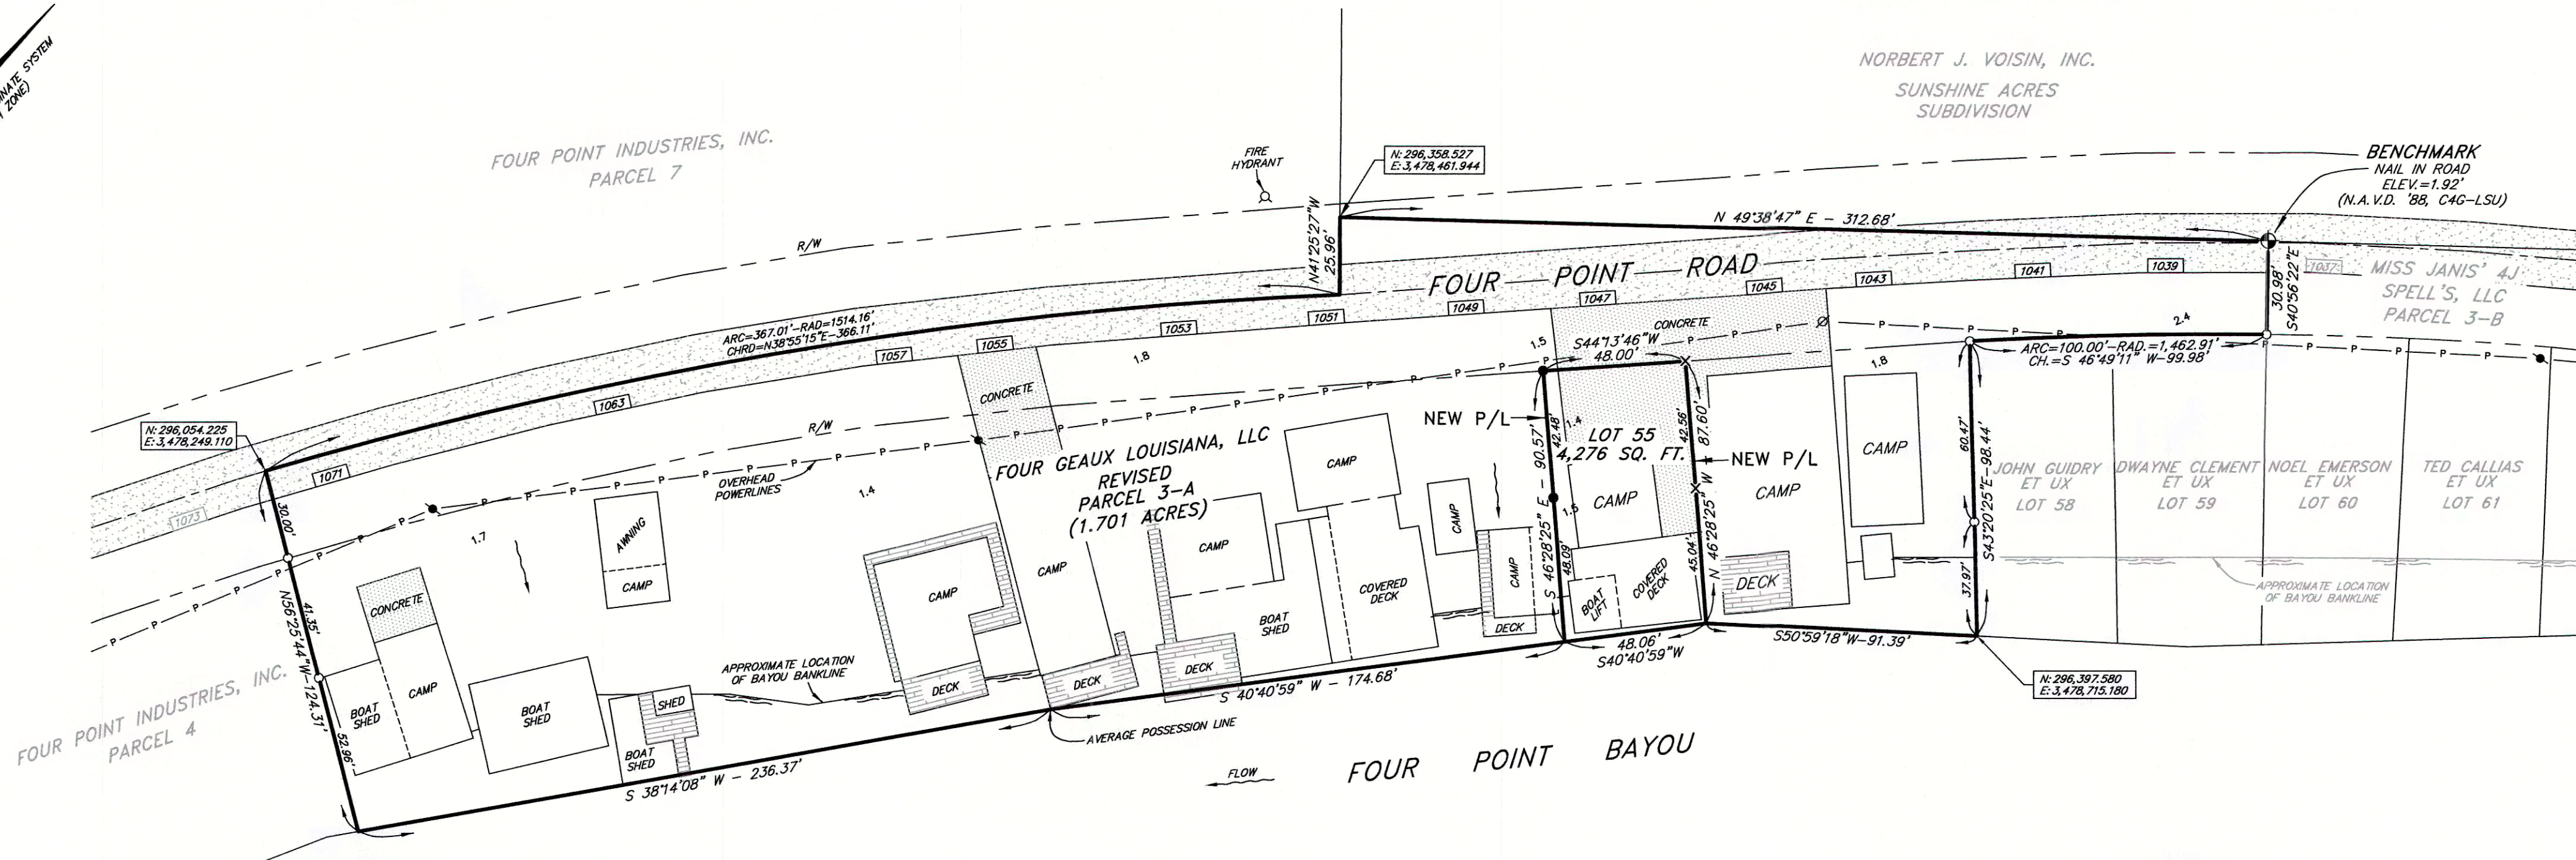 INATE SYSTEM
ZONE)
NORBERT J. VOISIN, INC.
SUNSHINE ACRES
SUBDIVISION
FOUR POINT INDUSTRIES, INC.
PARCEL 7
FIRE
HYDRANT
N: 296,358.527
E: 3,478,461.944
BENCHMARK
NAIL IN ROAD
ELEV.=1.92'
(N.A.V.D. '88, C4G-LSU)
N 49°38'47" E - 312.68'
R/W
N41°25'27"W
25.96'
FOUR POINT ROAD
1037
1039
1041
1043
1045
1047
1049
1051
1053
1055
1057
1063
1071
1073
30.98'
S40°56'22"E
MISS JANIS' 4J
SPELL'S, LLC
PARCEL 3-B
ARC=367.01'-RAD=1514.16'
CHRD=N38°55'15"E-366.11'
ARC=100.00'-RAD.=1,462.91'
CH.=S 46°49'11" W-99.98'
2.4
CONCRETE
S44°13'46"W
48.00'
1.5
1.8
1.8
CONCRETE
N: 296,054.225
E: 3,478,249.110
R/W
P P P P P P P P
OVERHEAD
POWERLINES
1.4
1.7
FOUR GEAUX LOUISIANA, LLC
REVISED
PARCEL 3-A
(1.701 ACRES)
NEW P/L
LOT 55
4,276 SQ. FT.
NEW P/L
1.4
1.5
S 46°28'25" E - 90.57'
42.48'
48.09'
N 46°28'25" W 87.60'
42.56'
45.04'
CAMP
CAMP
CAMP
CAMP
CAMP
CAMP
CAMP
CAMP
CAMP
CAMP
CAMP
AWNING
CONCRETE
COVERED
DECK
COVERED
DECK
BOAT
LIFT
BOAT
SHED
BOAT
SHED
BOAT
SHED
BOAT
SHED
SHED
DECK
DECK
DECK
DECK
DECK
60.47'
37.97'
S43°20'25"E-98.44'
JOHN GUIDRY
ET UX
LOT 58
DWAYNE CLEMENT
ET UX
LOT 59
NOEL EMERSON
ET UX
LOT 60
TED CALLIAS
ET UX
LOT 61
APPROXIMATE LOCATION
OF BAYOU BANKLINE
30.00'
41.35'
52.96'
N56°25'44"W-124.31'
FOUR POINT INDUSTRIES, INC.
PARCEL 4
APPROXIMATE LOCATION
OF BAYOU BANKLINE
S 38°14'08" W - 236.37'
S 40°40'59" W - 174.68'
AVERAGE POSSESSION LINE
48.06'
S40°40'59"W
S50°59'18"W-91.39'
N: 296,397.580
E: 3,478,715.180
FLOW
FOUR POINT BAYOU